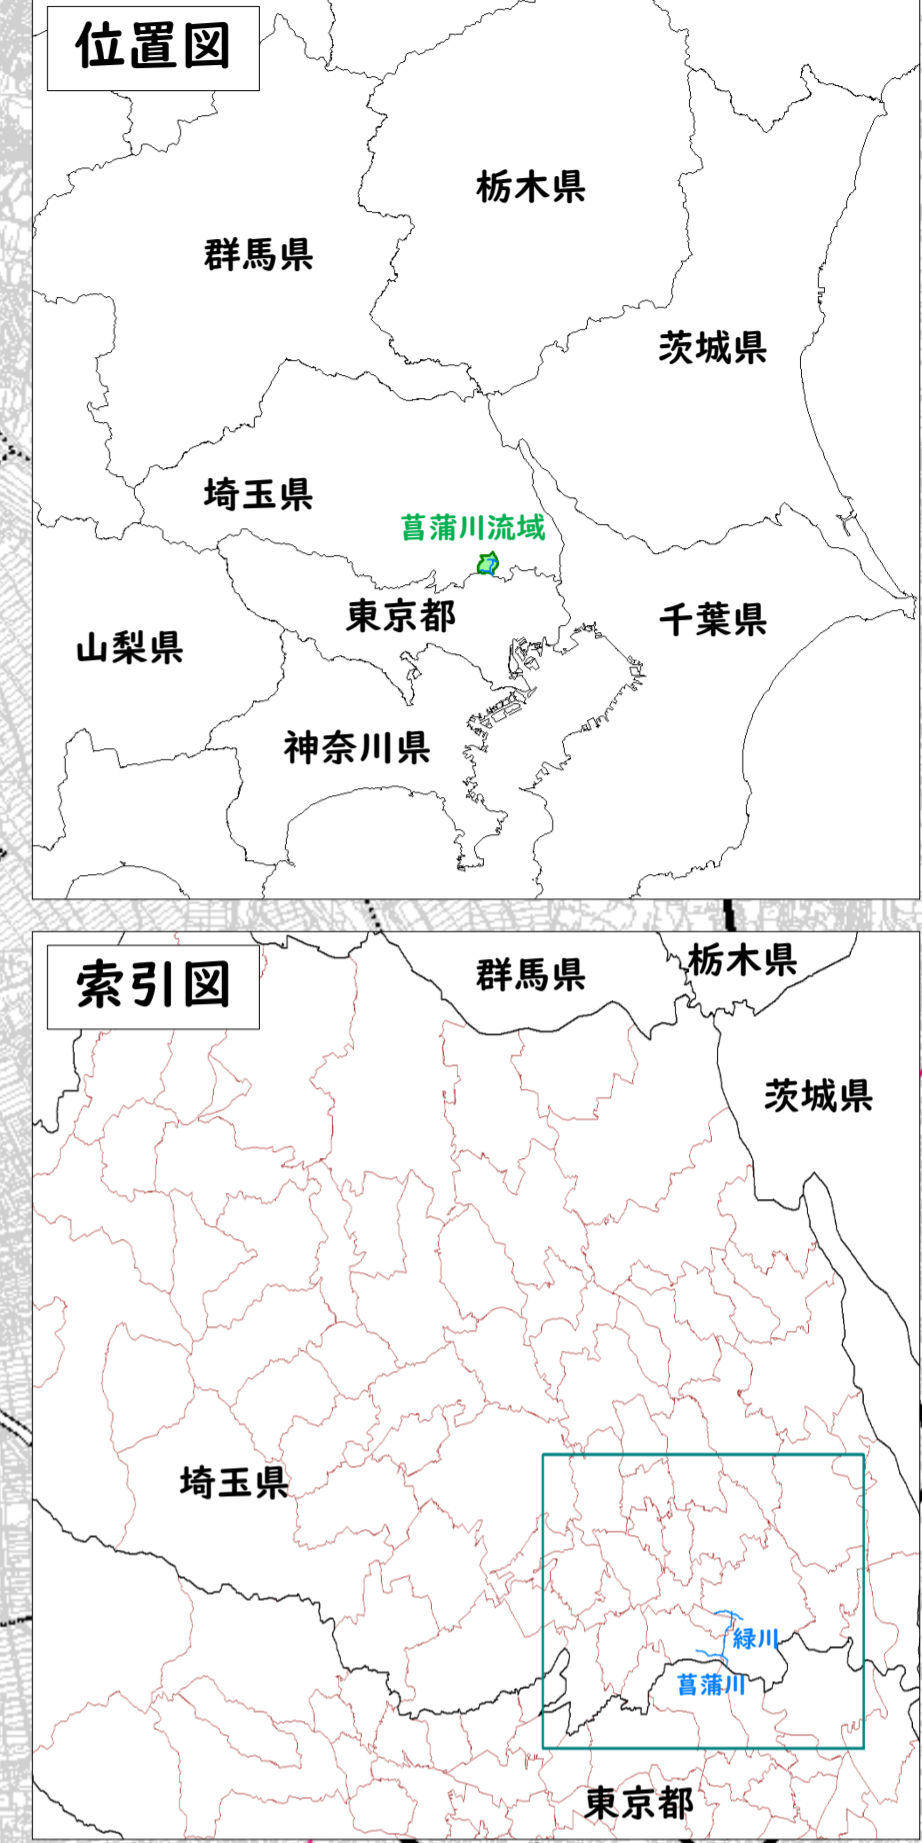 位置図
栃木県
群馬県
茨城県
埼玉県
菖蒲川流域
東京都
千葉県
山梨県
神奈川県
索引図
群馬県
栃木県
茨城県
埼玉県
緑川
菖蒲川
東京都